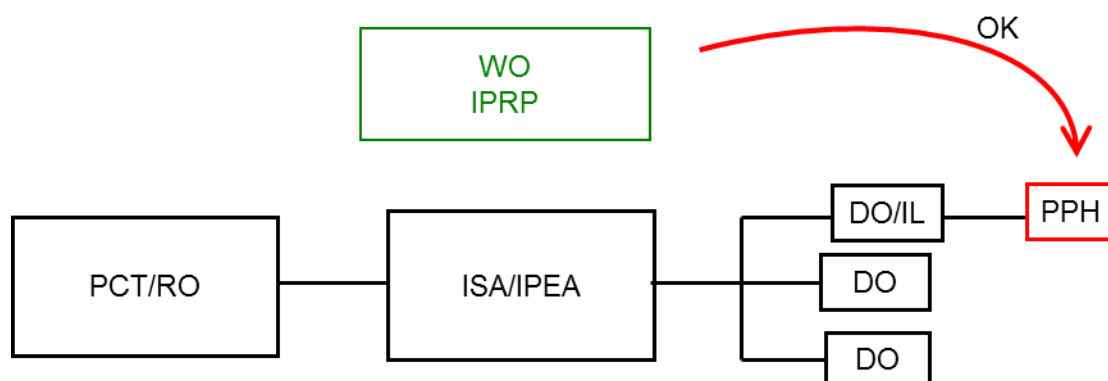 OK
WO
IPRP
DO/IL
PPH
PCT/RO
ISA/IPEA
DO
DO